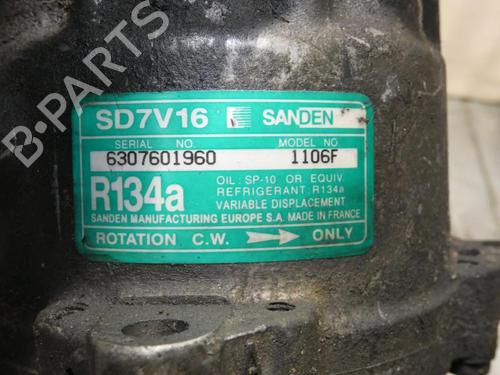 B-PARTS
SD7V16 SANDEN
SERIAL NO. MODEL NO.
6307601960 1106F
R134a
OIL: SP-10 OR EQUIV.
REFRIGERANT: R134a
VARIABLE DISPLACEMENT
SANDEN MANUFACTURING EUROPE S.A. MADE IN FRANCE
ROTATION C.W. ONLY